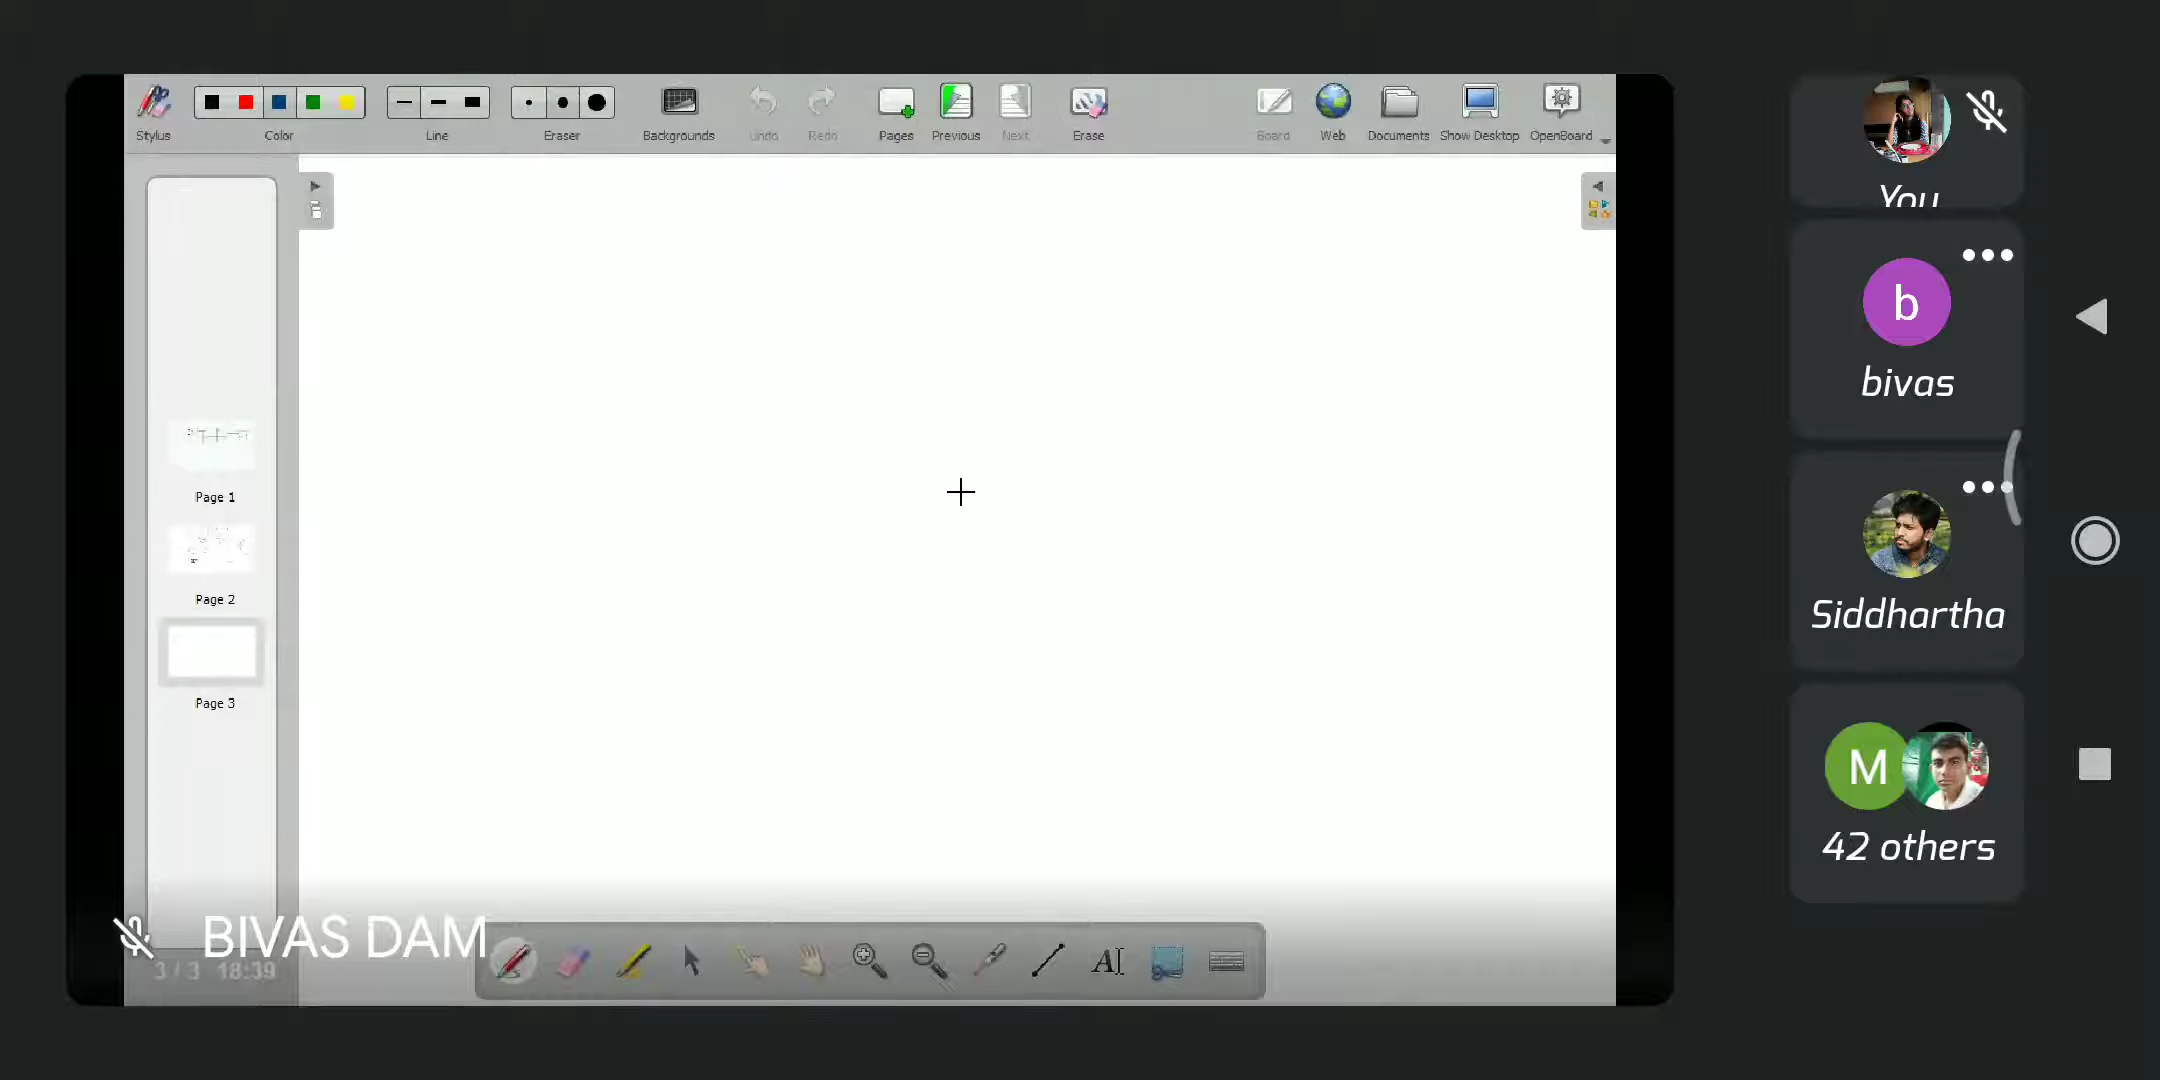 Stylus
Color
Line
Eraser
Backgrounds
Undo
Redo
Pages
Previous
Next
Erase
Board
Web
Documents
Show Desktop
OpenBoard
You
b
bivas
Page 1
Page 2
Siddhartha
Page 3
M
42 others
BIVAS DAM
3 / 3 18:39
A